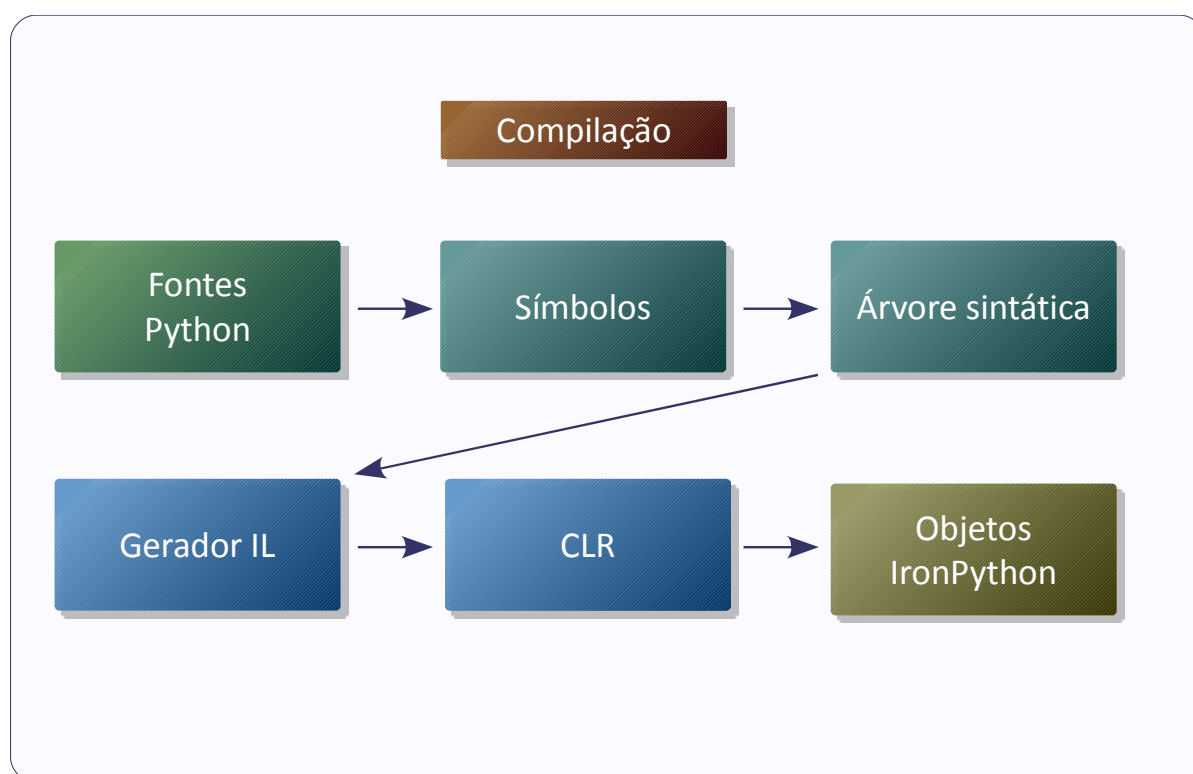 Compilação
Fontes
Python
Símbolos
Árvore sintática
Gerador IL
CLR
Objetos
IronPython